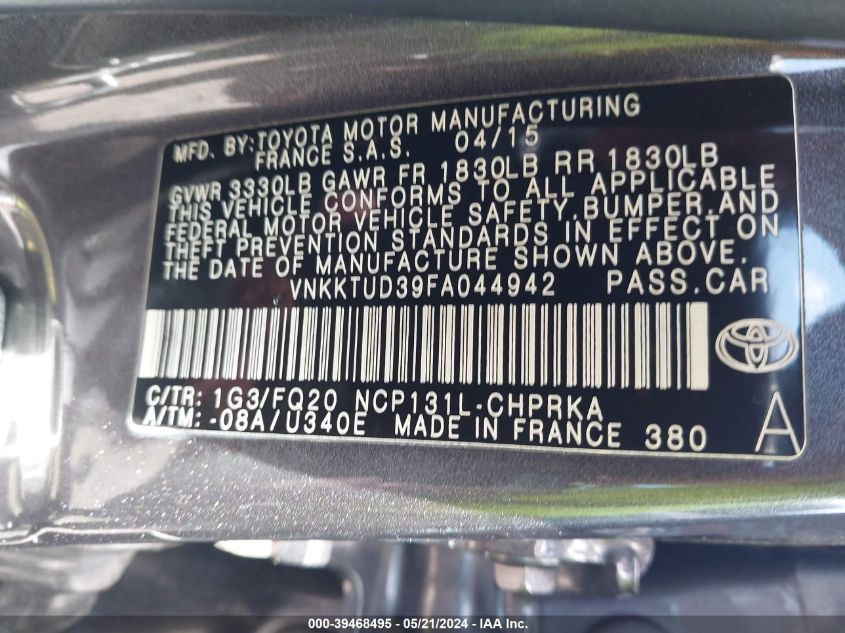 MFD. BY:TOYOTA MOTOR MANUFACTURING
FRANCE S.A.S. 04/15
GVWR 3330LB GAWR FR 1830LB RR 1830LB
THIS VEHICLE CONFORMS TO ALL APPLICABLE
FEDERAL MOTOR VEHICLE SAFETY,BUMPER,AND
THEFT PREVENTION STANDARDS IN EFFECT ON
THE DATE OF MANUFACTURE SHOWN ABOVE.
VNKKTUD39FA044942 PASS.CAR
C/TR: 1G3/FQ20 NCP131L-CHPRKA
A/TM: -08A/U340E MADE IN FRANCE 380 A
000-39468495 - 05/21/2024 - IAA Inc.